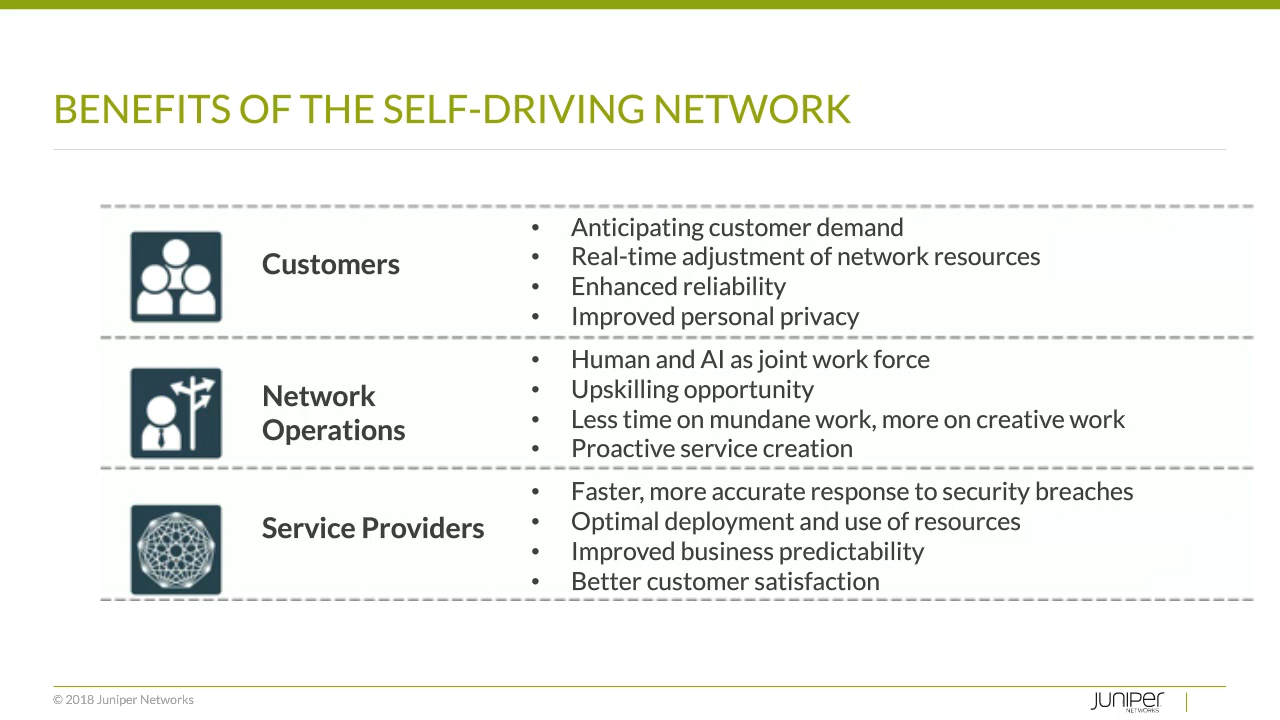 BENEFITS OF THE SELF-DRIVING NETWORK
Customers
• Anticipating customer demand
• Real-time adjustment of network resources
• Enhanced reliability
• Improved personal privacy
Network
Operations
• Human and AI as joint work force
• Upskilling opportunity
• Less time on mundane work, more on creative work
• Proactive service creation
Service Providers
• Faster, more accurate response to security breaches
• Optimal deployment and use of resources
• Improved business predictability
• Better customer satisfaction
© 2018 Juniper Networks
JUNIPER
NETWORKS